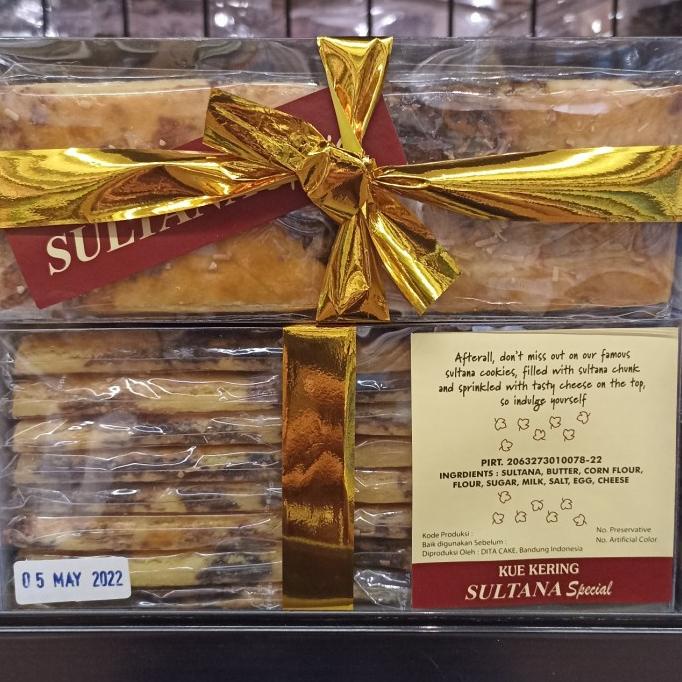 SULTANA
Afterall, don't miss out on our famous
sultana cookies, filled with sultana chunk
and sprinkled with tasty cheese on the top,
so indulge yourself
PIRT. 2063273010078-22
INGRDIENTS : SULTANA, BUTTER, CORN FLOUR,
FLOUR, SUGAR, MILK, SALT, EGG, CHEESE
Kode Produksi :
Baik digunakan Sebelum :
Diproduksi Oleh : DITA CAKE, Bandung Indonesia
No. Preservative
No. Artificial Color
KUE KERING
SULTANA Special
05 MAY 2022